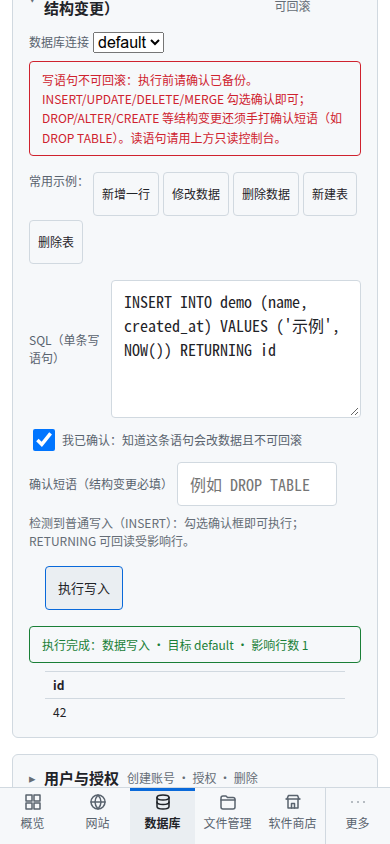 结构变更）
可回滚
数据库连接 default
写语句不可回滚：执行前请确认已备份。
INSERT/UPDATE/DELETE/MERGE 勾选确认即可；
DROP/ALTER/CREATE 等结构变更还须手打确认短语（如
DROP TABLE）。读语句请用上方只读控制台。
常用示例： 新增一行 修改数据 删除数据 新建表
删除表
SQL（单条写
语句）
INSERT INTO demo (name,
created_at) VALUES ('示例',
NOW()) RETURNING id
我已确认：知道这条语句会改数据且不可回滚
确认短语（结构变更必填） 例如 DROP TABLE
检测到普通写入（INSERT）：勾选确认框即可执行；
RETURNING 可回读受影响行。
执行写入
执行完成：数据写入 · 目标 default · 影响行数 1
id
42
▸ 用户与授权 创建账号 · 授权 · 删除
概览 网站 数据库 文件管理 软件商店 更多